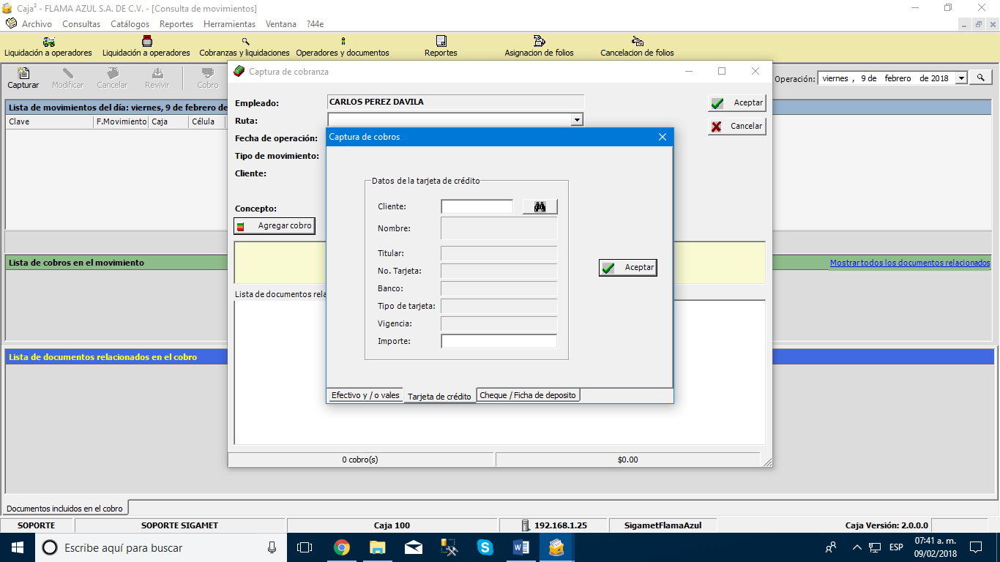 Caja² - FLAMA AZUL S.A. DE C.V. - [Consulta de movimientos]
Archivo Consultas Catálogos Reportes Herramientas Ventana ?44e
Liquidación a operadores Liquidación a operadores Cobranzas y liquidaciones Operadores y documentos Reportes Asignacion de folios Cancelacion de folios
Capturar Modificar Cancelar Revivir Cobro
Operación: viernes , 9 de febrero de 2018
Lista de movimientos del día: viernes, 9 de febrero de
Clave F.Movimiento Caja Célula
Captura de cobranza
Empleado: CARLOS PEREZ DAVILA
Aceptar
Ruta:
Cancelar
Fecha de operación:
Tipo de movimiento:
Cliente:
Concepto:
Agregar cobro
Lista de documentos rela
0 cobro(s) $0.00
Captura de cobros
Datos de la tarjeta de crédito
Cliente:
Nombre:
Titular:
No. Tarjeta:
Banco:
Tipo de tarjeta:
Vigencia:
Importe:
Aceptar
Efectivo y / o vales Tarjeta de crédito Cheque / Ficha de deposito
Lista de cobros en el movimiento Mostrar todos los documentos relacionados
Lista de documentos relacionados en el cobro
Documentos incluidos en el cobro
SOPORTE SOPORTE SIGAMET Caja 100 192.168.1.25 SigametFlamaAzul Caja Versión: 2.0.0.0
Escribe aquí para buscar
ESP
07:41 a. m.
09/02/2018